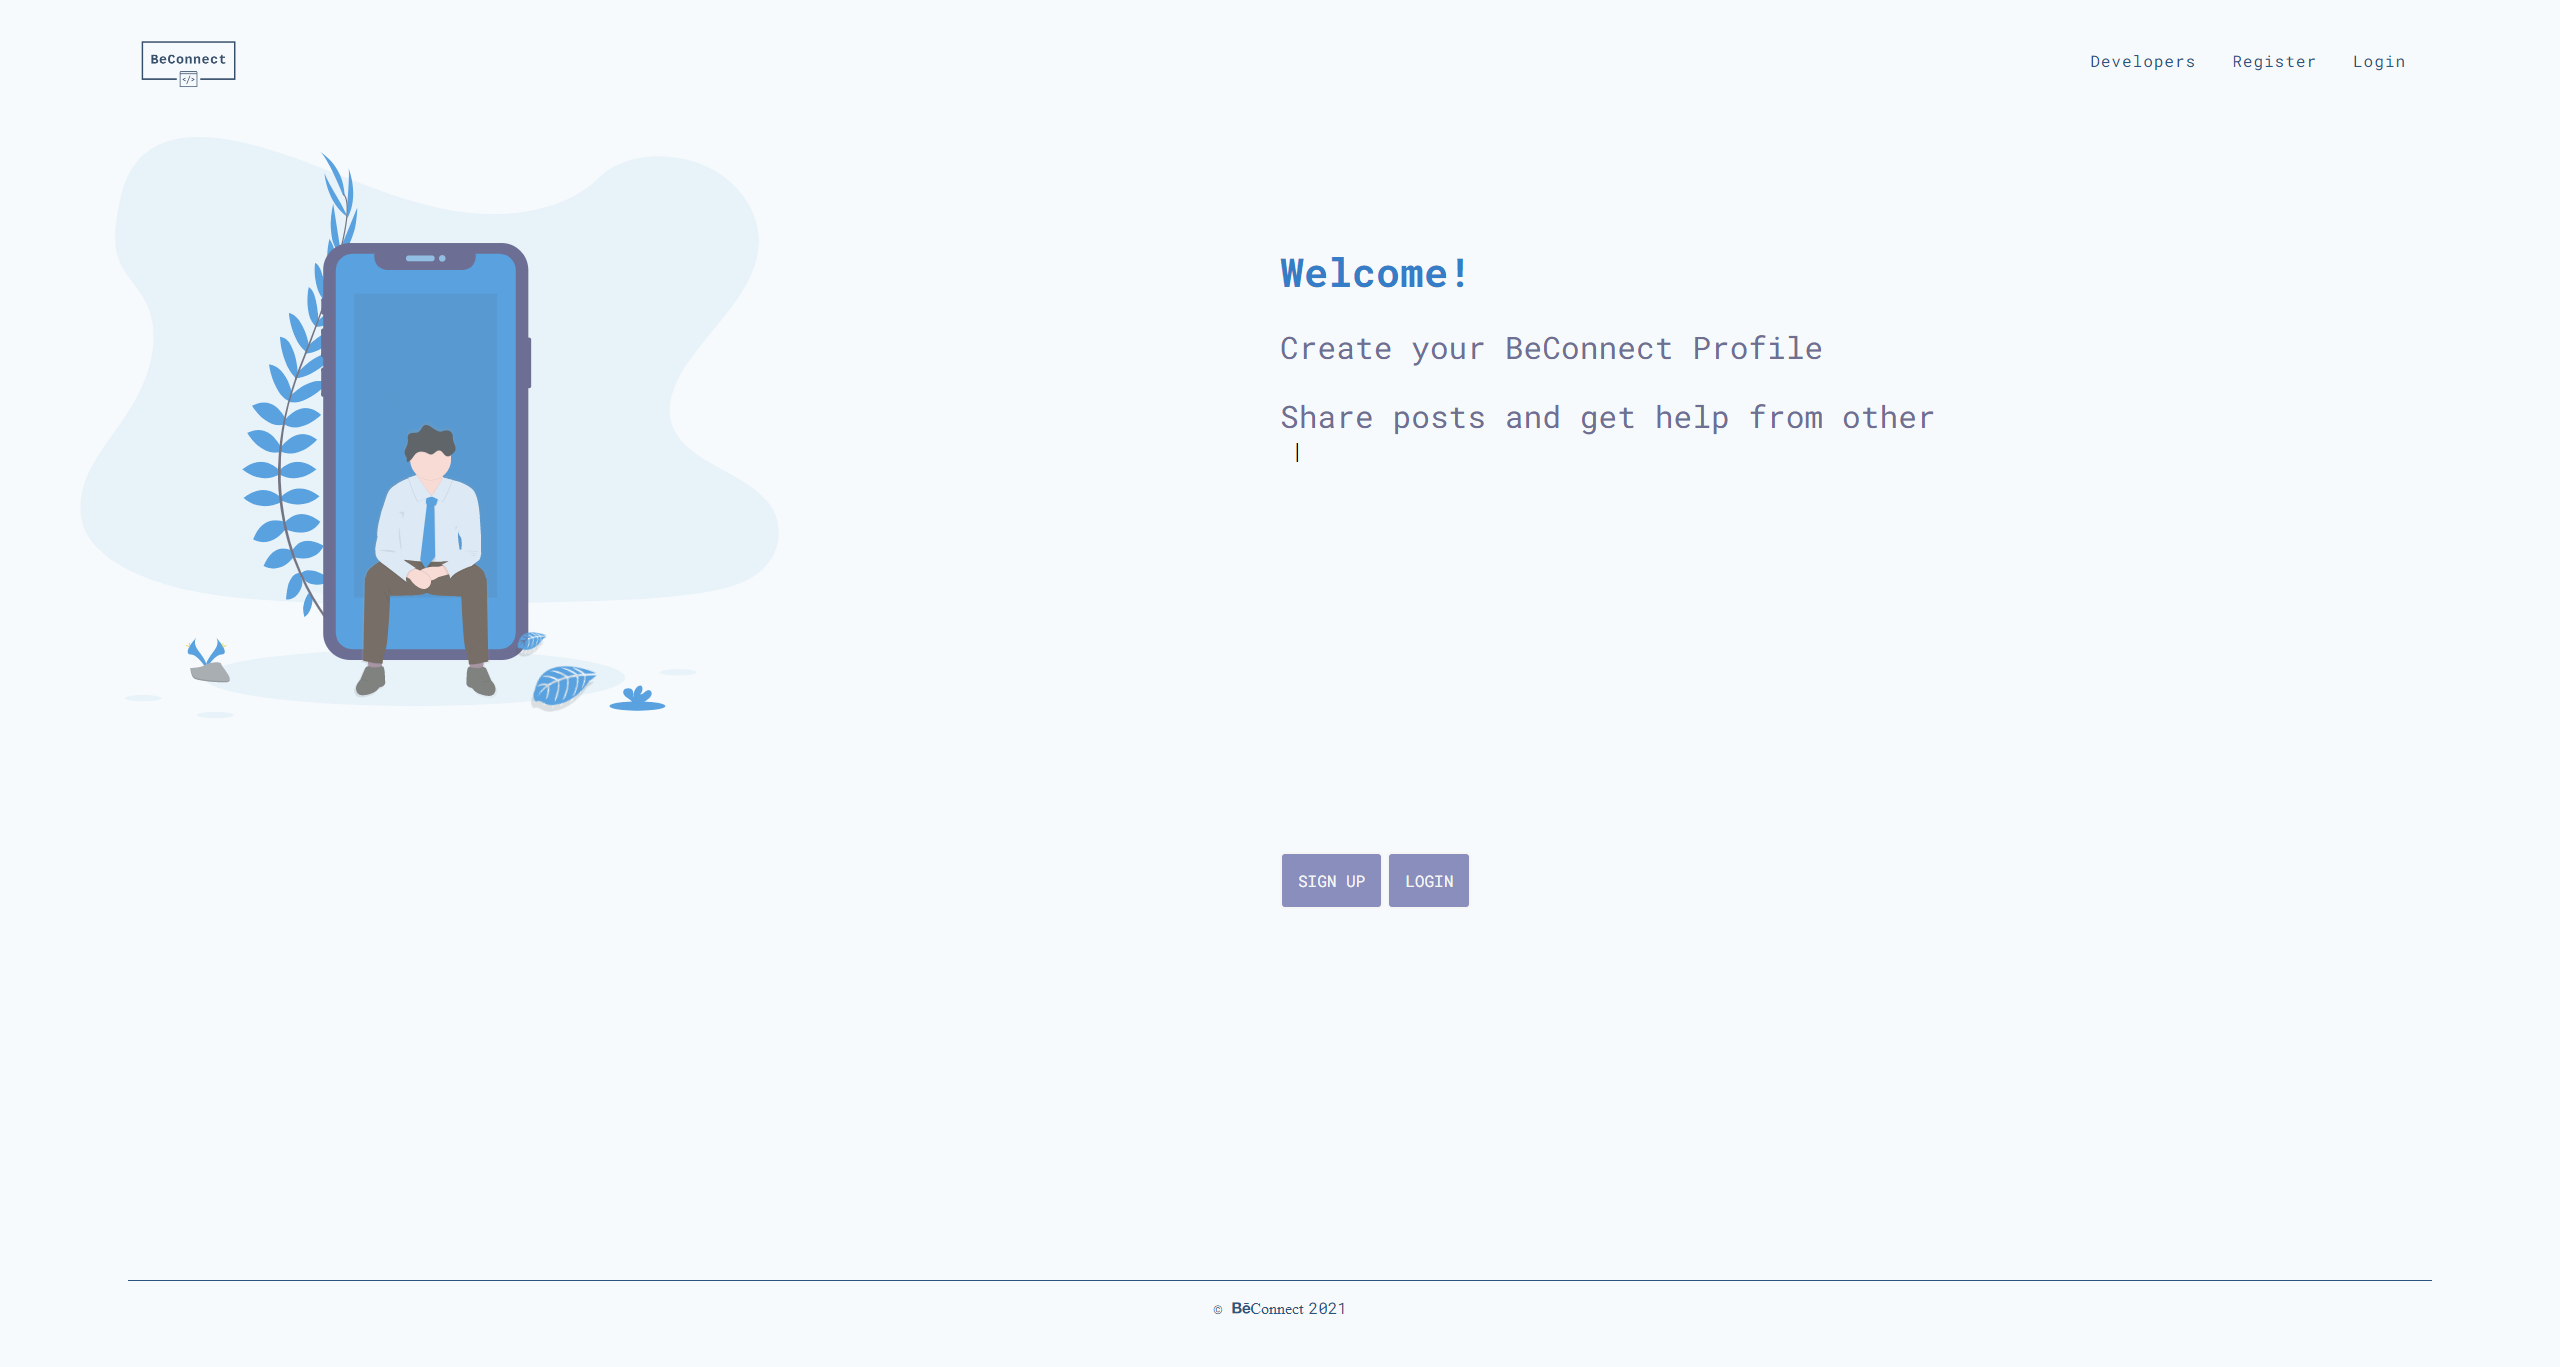 BeConnect
</>
Developers Register Login
Welcome!
Create your BeConnect Profile
Share posts and get help from other
|
SIGN UP LOGIN
© BēConnect 2021